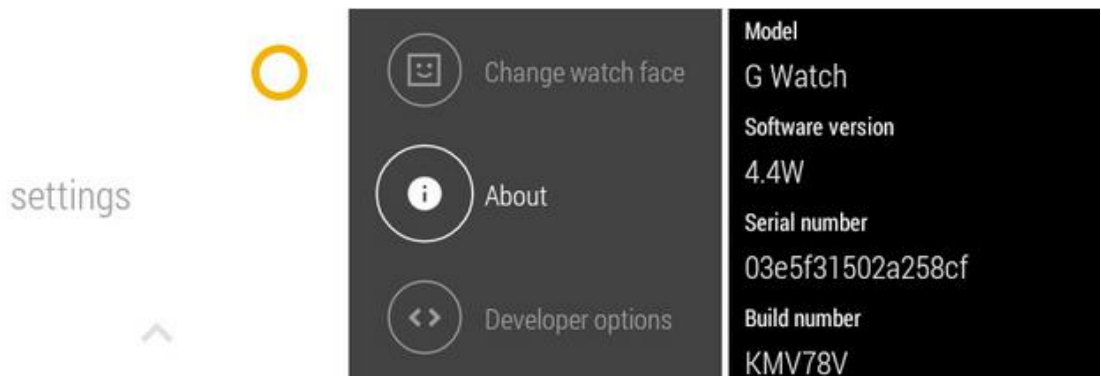 settings
Change watch face
About
Developer options
Model
G Watch
Software version
4.4W
Serial number
03e5f31502a258cf
Build number
KMV78V